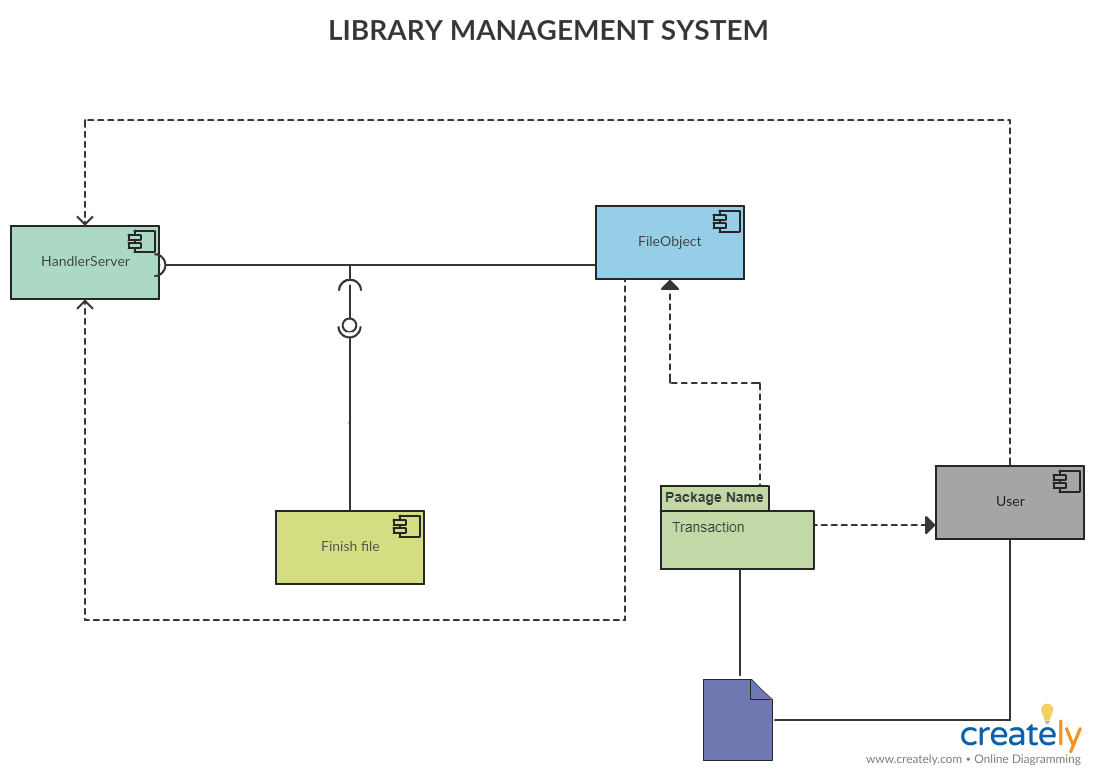 LIBRARY MANAGEMENT SYSTEM
HandlerServer
FileObject
Package Name
Transaction
User
Finish file
creately
www.creately.com • Online Diagramming